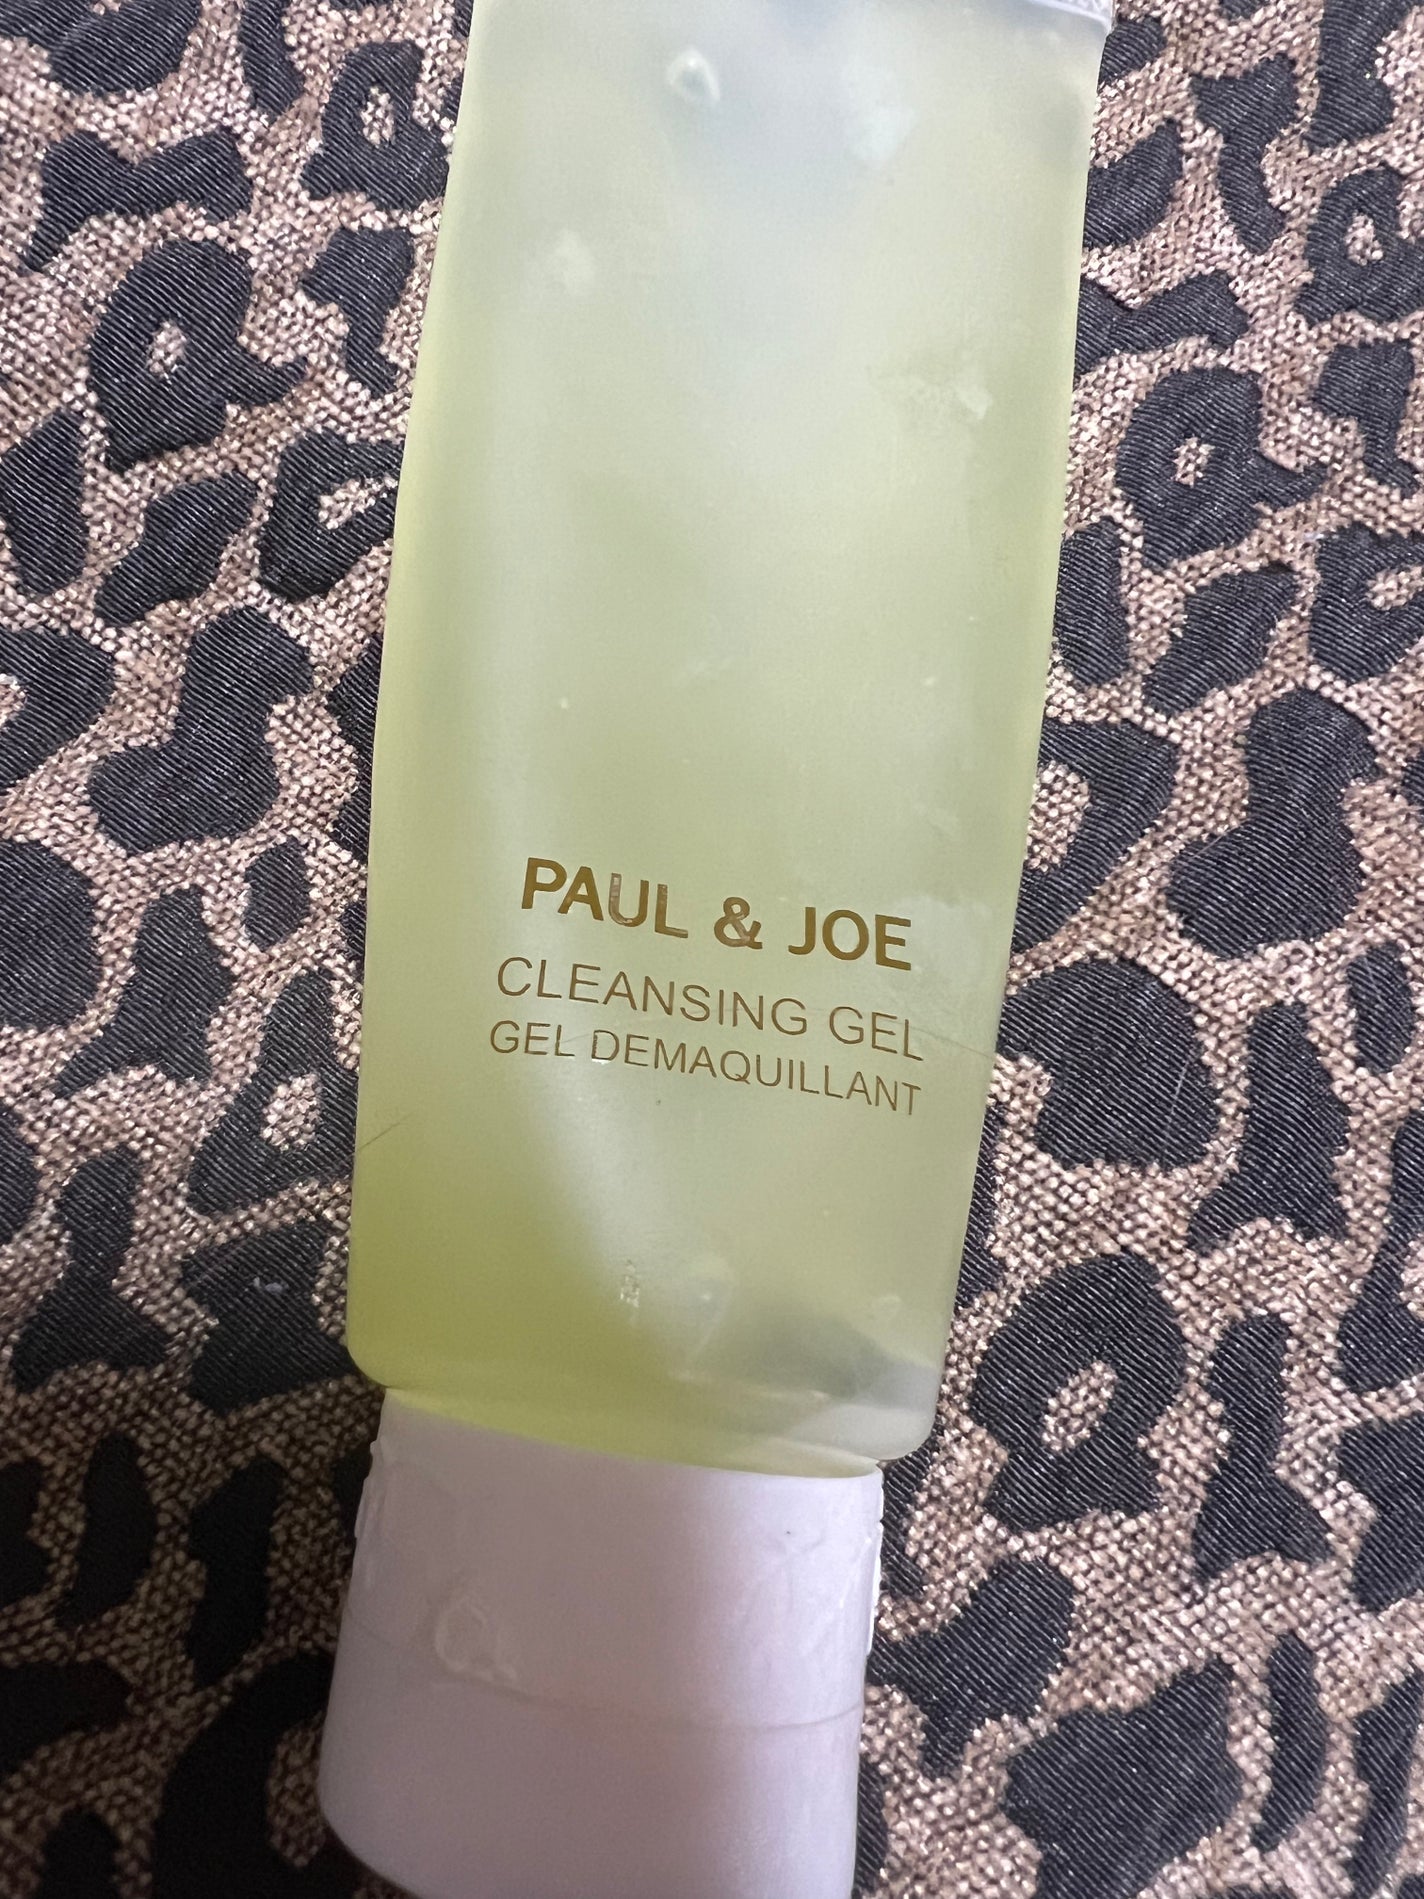 PAUL & JOE
CLEANSING GEL
GEL DEMAQUILLANT